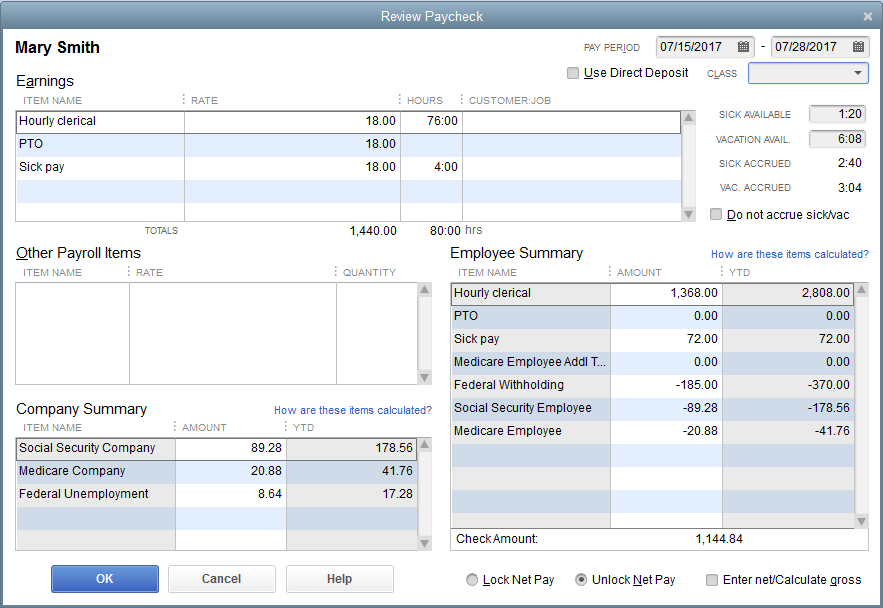 Review Paycheck
Mary Smith
PAY PERIOD 07/15/2017 - 07/28/2017
Use Direct Deposit CLASS
Earnings
ITEM NAME RATE HOURS CUSTOMER:JOB
Hourly clerical 18.00 76:00
PTO 18.00
Sick pay 18.00 4:00
TOTALS 1,440.00 80:00 hrs
SICK AVAILABLE 1:20
VACATION AVAIL. 6:08
SICK ACCRUED 2:40
VAC. ACCRUED 3:04
Do not accrue sick/vac
Other Payroll Items
ITEM NAME RATE QUANTITY
Employee Summary How are these items calculated?
ITEM NAME AMOUNT YTD
Hourly clerical 1,368.00 2,808.00
PTO 0.00 0.00
Sick pay 72.00 72.00
Medicare Employee Addl T... 0.00 0.00
Federal Withholding -185.00 -370.00
Social Security Employee -89.28 -178.56
Medicare Employee -20.88 -41.76
Check Amount: 1,144.84
Company Summary How are these items calculated?
ITEM NAME AMOUNT YTD
Social Security Company 89.28 178.56
Medicare Company 20.88 41.76
Federal Unemployment 8.64 17.28
OK Cancel Help
Lock Net Pay Unlock Net Pay Enter net/Calculate gross